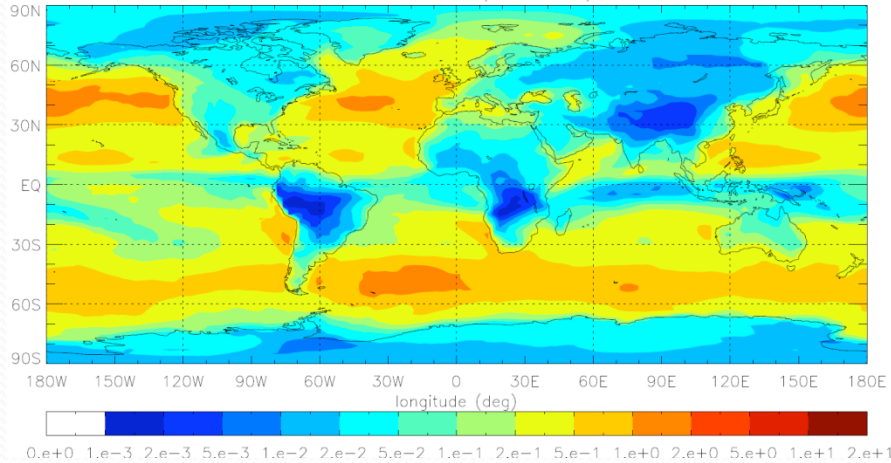 90N
60N
30N
EQ
30S
60S
90S
180W 150W 120W 90W 60W 30W 0 30E 60E 90E 120E 150E 180E
longitude (deg)
0.e+0 1.e-3 2.e-3 5.e-3 1.e-2 2.e-2 5.e-2 1.e-1 2.e-1 5.e-1 1.e+0 2.e+0 5.e+0 1.e+1 2.e+1